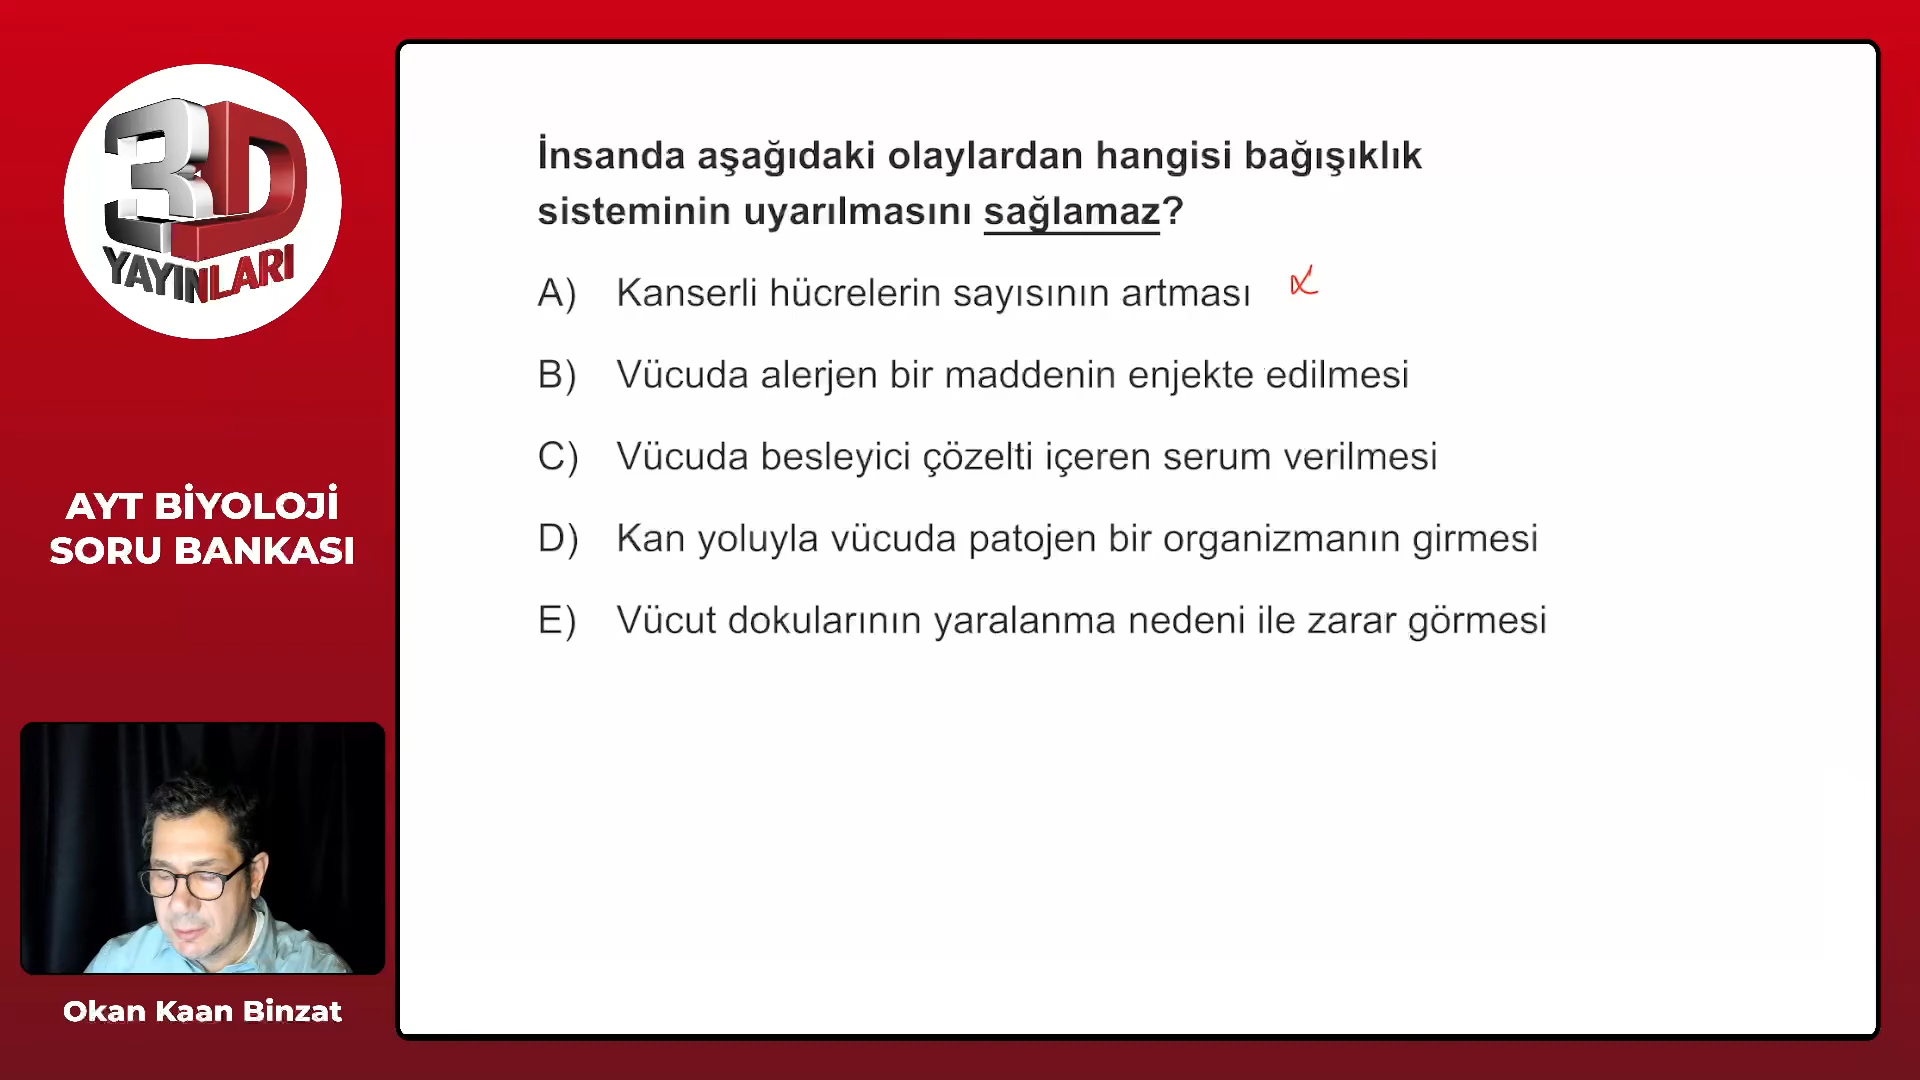 3D
YAYINLARI
AYT BİYOLOJİ
SORU BANKASI
Okan Kaan Binzat
İnsanda aşağıdaki olaylardan hangisi bağışıklık
sisteminin uyarılmasını sağlamaz?
A) Kanserli hücrelerin sayısının artması
B) Vücuda alerjen bir maddenin enjekte edilmesi
C) Vücuda besleyici çözelti içeren serum verilmesi
D) Kan yoluyla vücuda patojen bir organizmanın girmesi
E) Vücut dokularının yaralanma nedeni ile zarar görmesi